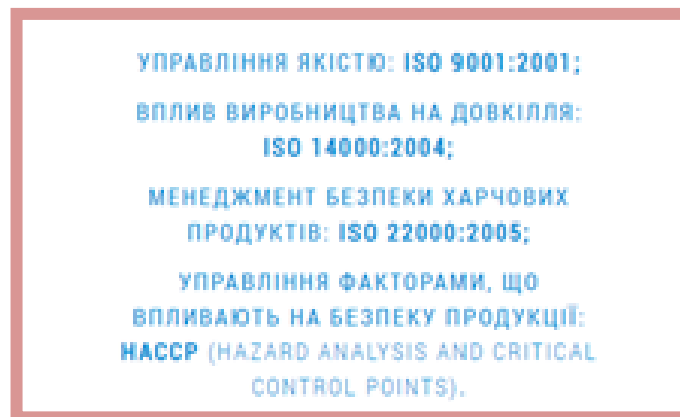 УПРАВЛІННЯ ЯКІСТЮ: ISO 9001:2001;
ВПЛИВ ВИРОБНИЦТВА НА ДОВКІЛЛЯ:
ISO 14000:2004;
МЕНЕДЖМЕНТ БЕЗПЕКИ ХАРЧОВИХ
ПРОДУКТІВ: ISO 22000:2005;
УПРАВЛІННЯ ФАКТОРАМИ, ЩО
ВПЛИВАЮТЬ НА БЕЗПЕКУ ПРОДУКЦІЇ:
HACCP (HAZARD ANALYSIS AND CRITICAL
CONTROL POINTS).